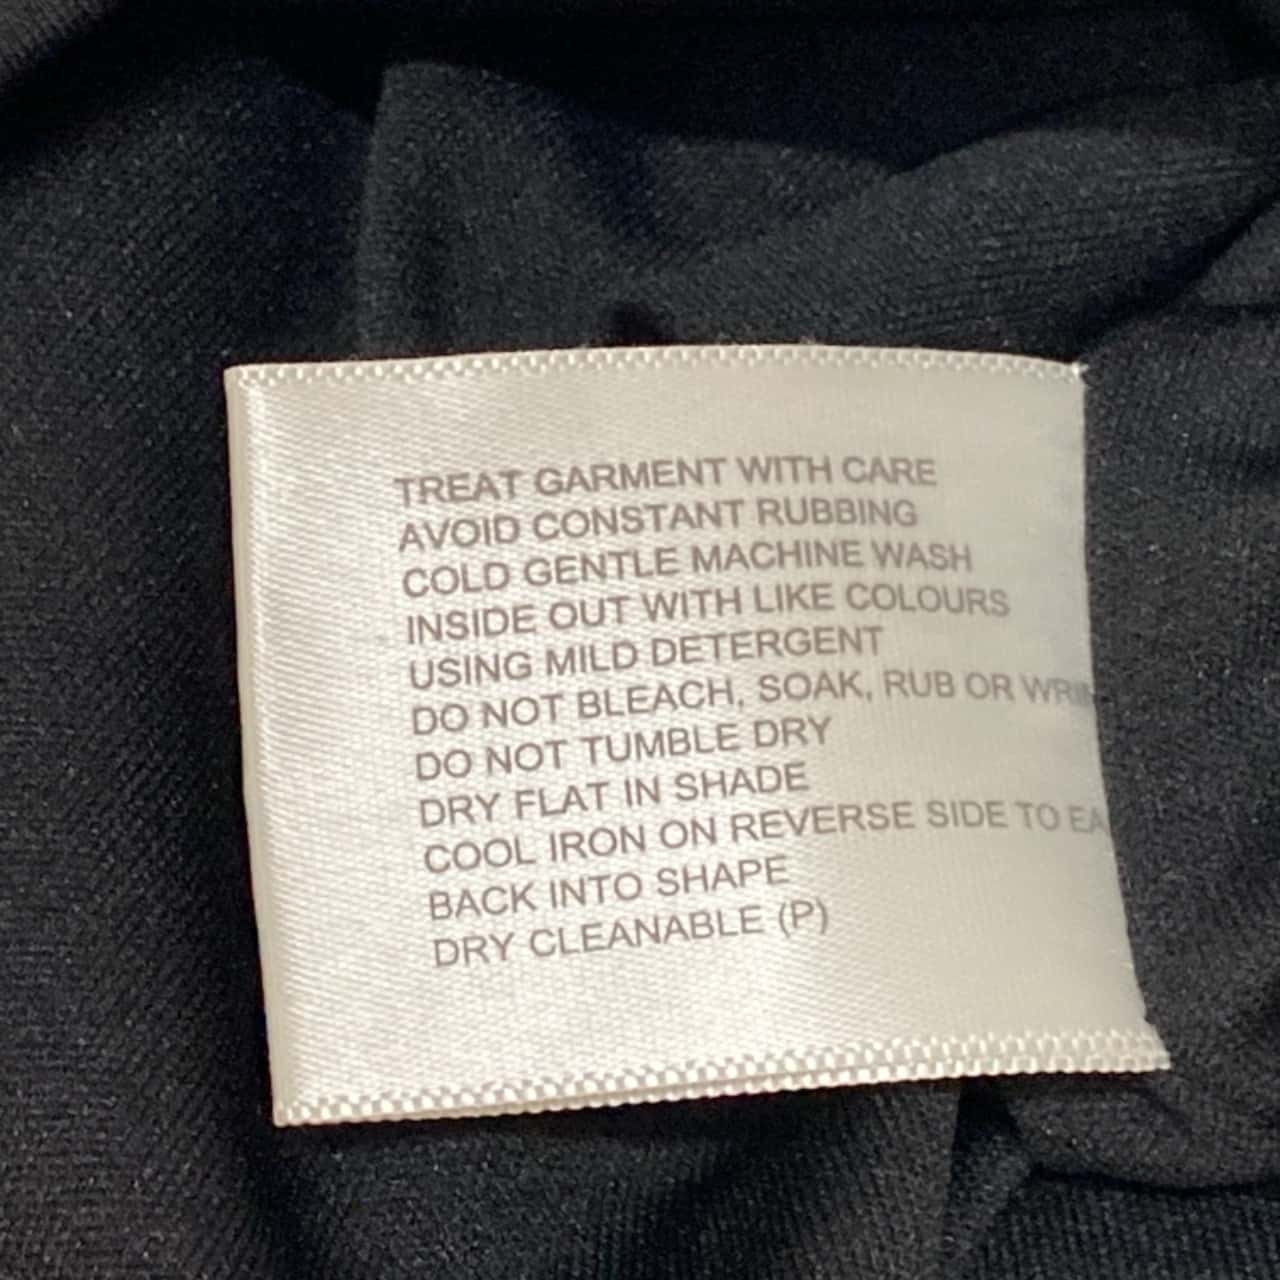 TREAT GARMENT WITH CARE
AVOID CONSTANT RUBBING
COLD GENTLE MACHINE WASH
INSIDE OUT WITH LIKE COLOURS
USING MILD DETERGENT
DO NOT BLEACH, SOAK, RUB OR
DO NOT TUMBLE DRY
DRY FLAT IN SHADE
COOL IRON ON REVERSE SIDE TO
BACK INTO SHAPE
DRY CLEANABLE (P)